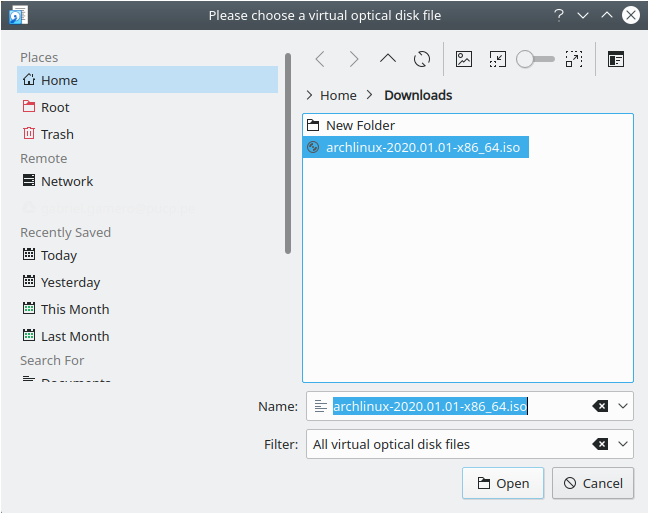 Please choose a virtual optical disk file
Places
Home
Root
Trash
Remote
Network
Recently Saved
Today
Yesterday
This Month
Last Month
Search For
Documents
Home > Downloads
New Folder
archlinux-2020.01.01-x86_64.iso
Name: archlinux-2020.01.01-x86_64.iso
Filter: All virtual optical disk files
Open
Cancel